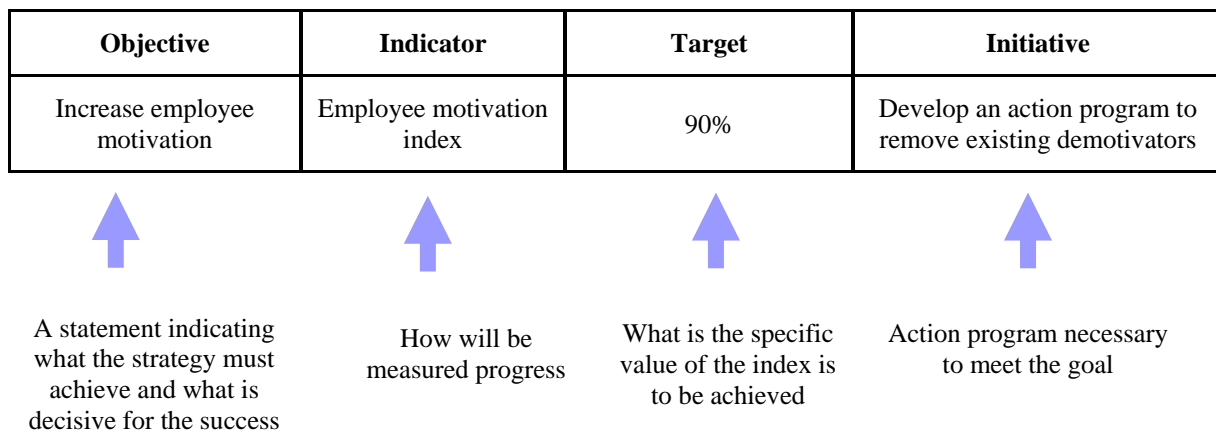 Objective
Indicator
Target
Initiative
Increase employee
motivation
Employee motivation
index
90%
Develop an action program to
remove existing demotivators
A statement indicating
what the strategy must
achieve and what is
decisive for the success
How will be
measured progress
What is the specific
value of the index is
to be achieved
Action program necessary
to meet the goal